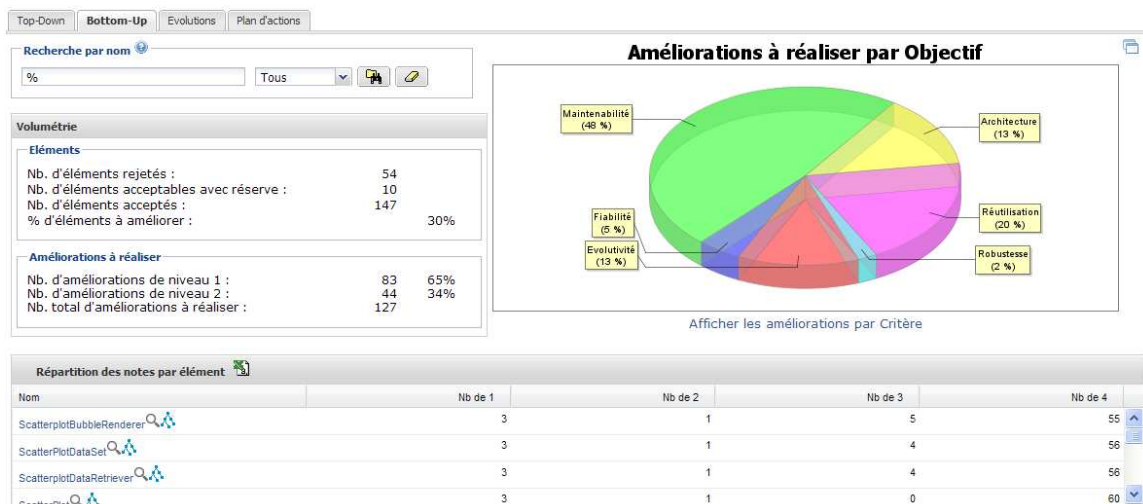 Top-Down Bottom-Up Evolutions Plan d'actions
Recherche par nom
% Tous
Volumétrie
Eléments
Nb. d'éléments rejetés : 54
Nb. d'éléments acceptables avec réserve : 10
Nb. d'éléments acceptés : 147
% d'éléments à améliorer : 30%
Améliorations à réaliser
Nb. d'améliorations de niveau 1 : 83 65%
Nb. d'améliorations de niveau 2 : 44 34%
Nb. total d'améliorations à réaliser : 127
Améliorations à réaliser par Objectif
Maintenabilité
(48 %)
Architecture
(13 %)
Réutilisation
(20 %)
Robustesse
(2 %)
Fiabilité
(5 %)
Evolutivité
(13 %)
Afficher les améliorations par Critère
Répartition des notes par élément
Nom Nb de 1 Nb de 2 Nb de 3 Nb de 4
ScatterplotBubbleRenderer 3 1 5 55
ScatterPlotDataSet 3 1 4 56
ScatterplotDataRetriever 3 1 4 56
ScatterPlot 3 1 0 60